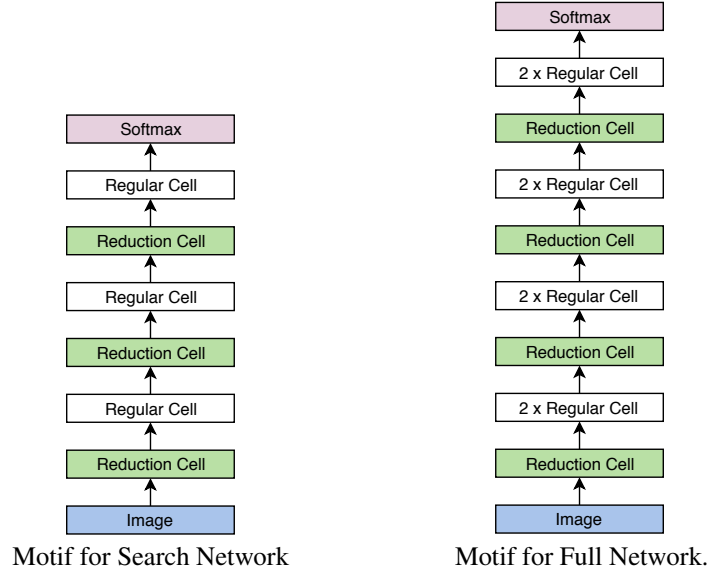 Softmax
Regular Cell
Reduction Cell
Regular Cell
Reduction Cell
Regular Cell
Reduction Cell
Image
Motif for Search Network
Softmax
2 x Regular Cell
Reduction Cell
2 x Regular Cell
Reduction Cell
2 x Regular Cell
Reduction Cell
2 x Regular Cell
Reduction Cell
Image
Motif for Full Network.